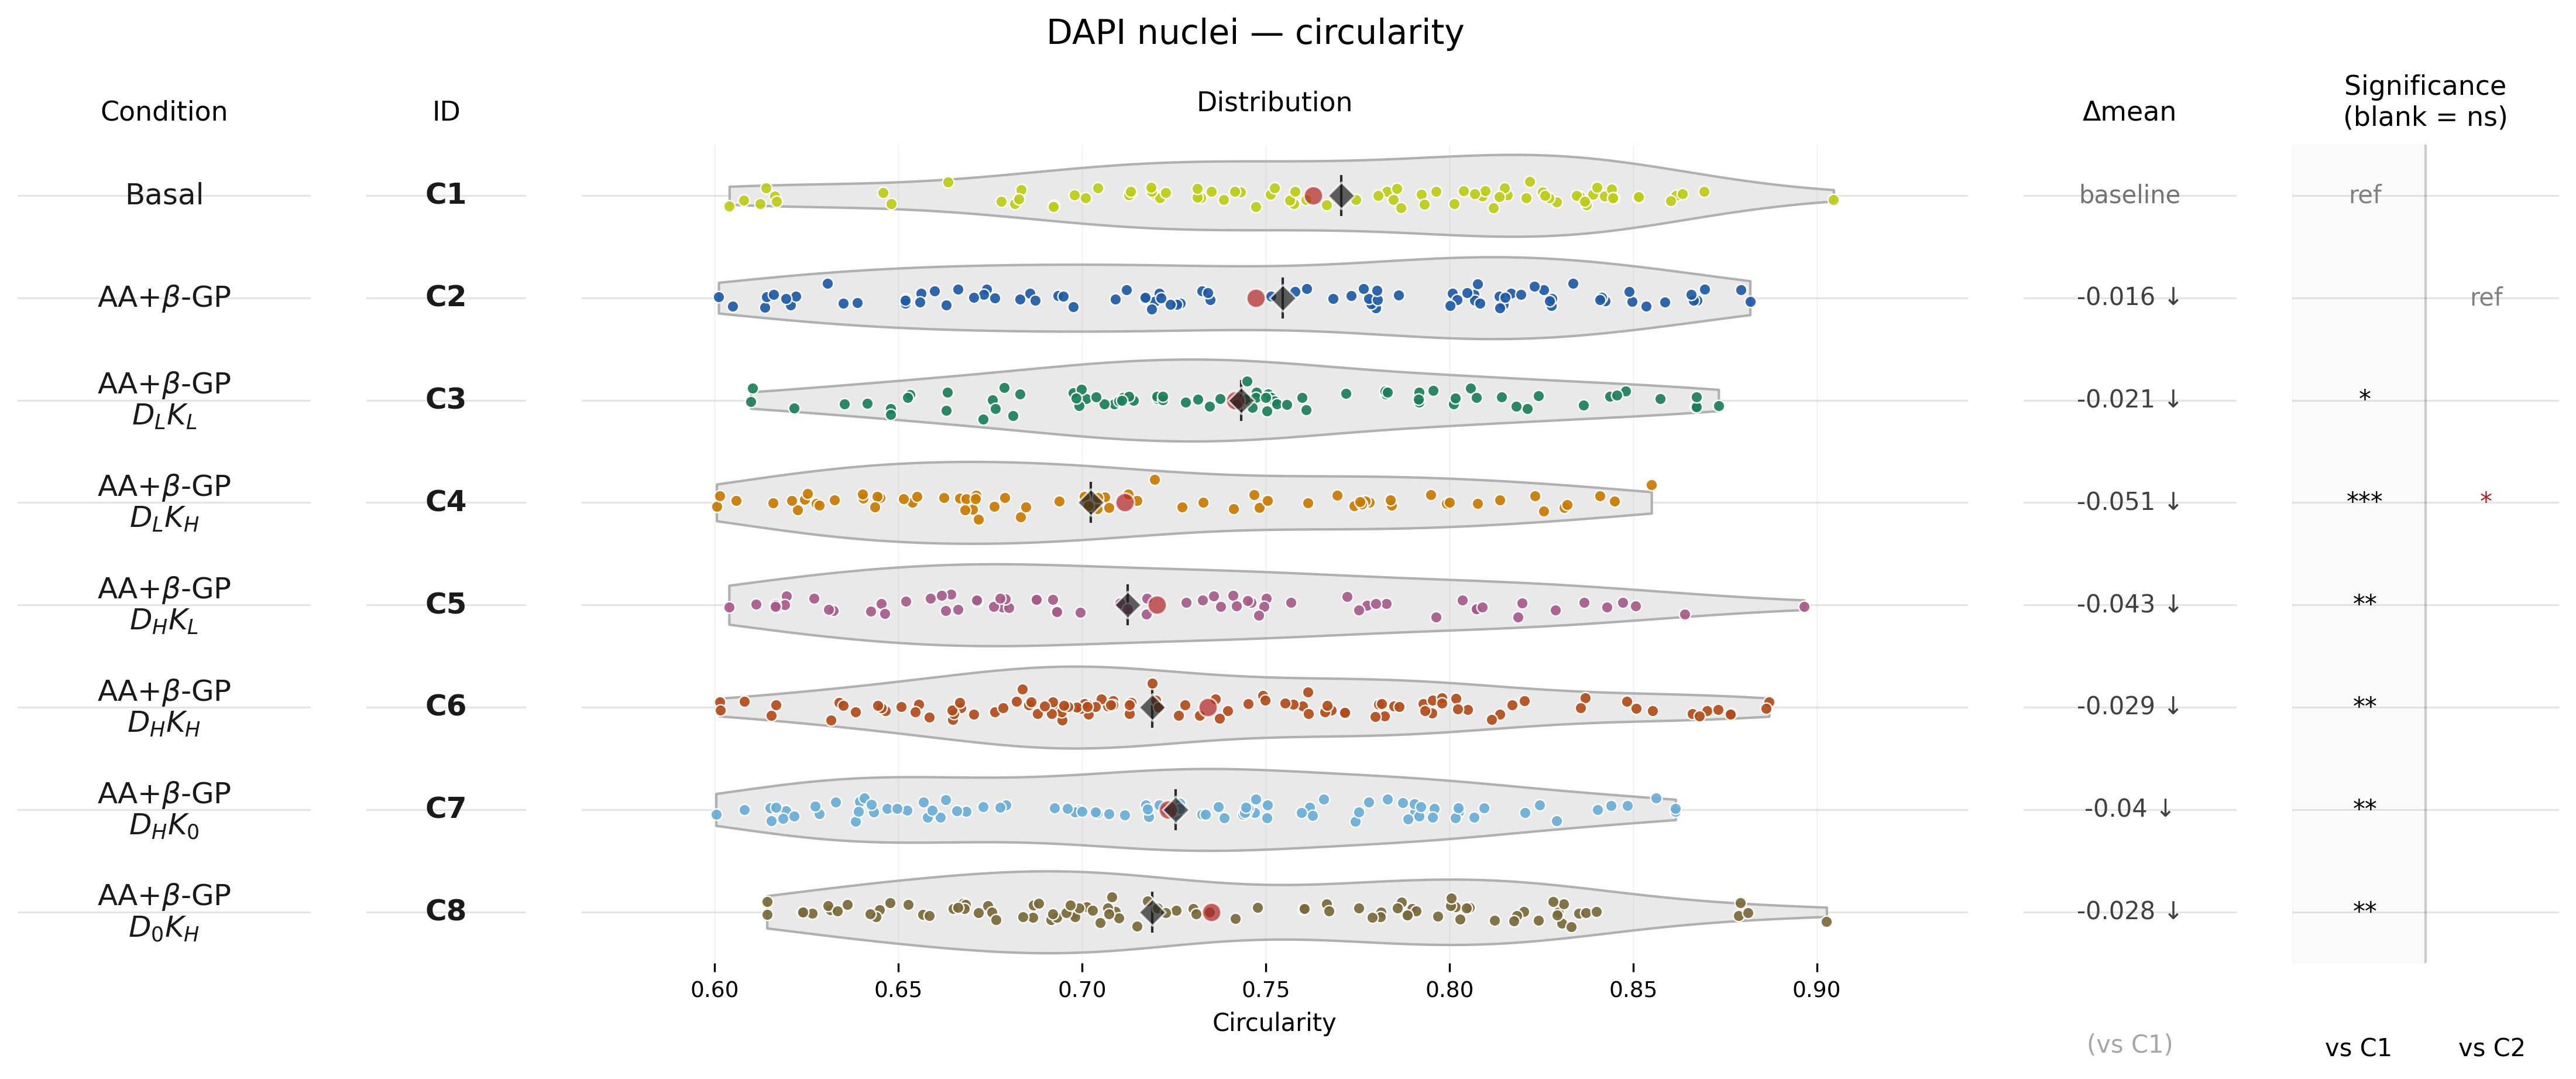 DAPI nuclei — circularity
Condition ID Distribution Δmean Significance
(blank = ns)
Basal C1 baseline ref
AA+β-GP C2 -0.016 ↓ ref
AA+β-GP
D_LK_L C3 -0.021 ↓ *
AA+β-GP
D_LK_H C4 -0.051 ↓ *** *
AA+β-GP
D_HK_L C5 -0.043 ↓ **
AA+β-GP
D_HK_H C6 -0.029 ↓ **
AA+β-GP
D_HK_0 C7 -0.04 ↓ **
AA+β-GP
D_0K_H C8 -0.028 ↓ **
0.60 0.65 0.70 0.75 0.80 0.85 0.90
Circularity
(vs C1) vs C1 vs C2